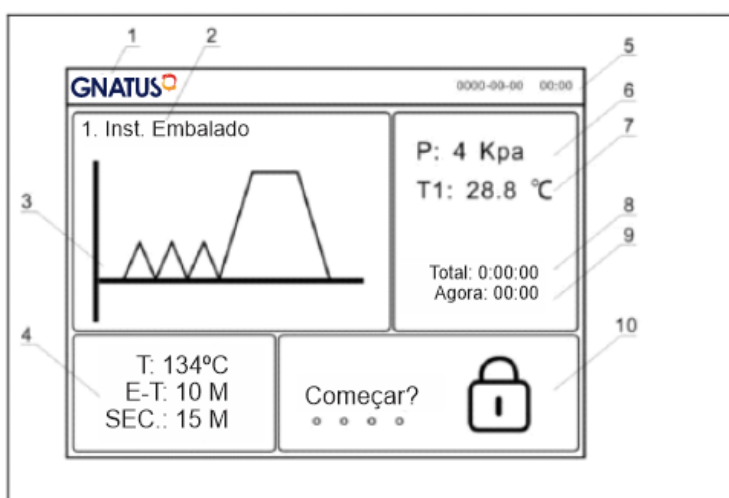 1
2
GNATUS
0000-00-00 00:00
5
1. Inst. Embalado
6
P: 4 Kpa
7
T1: 28.8 ℃
3
8
Total: 0:00:00
9
Agora: 00:00
4
10
T: 134ºC
E-T: 10 M
SEC.: 15 M
Começar?